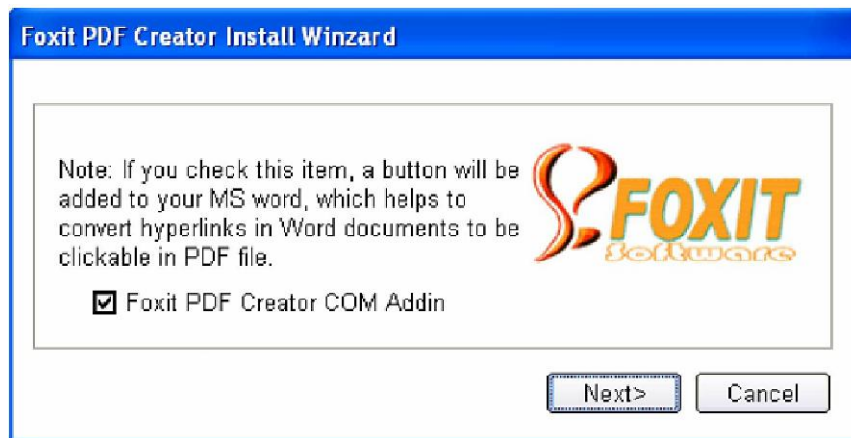 Foxit PDF Creator Install Winzard
Note: If you check this item, a button will be
added to your MS word, which helps to
convert hyperlinks in Word documents to be
clickable in PDF file.
Foxit PDF Creator COM Addin
FOXIT
Software
Next>
Cancel